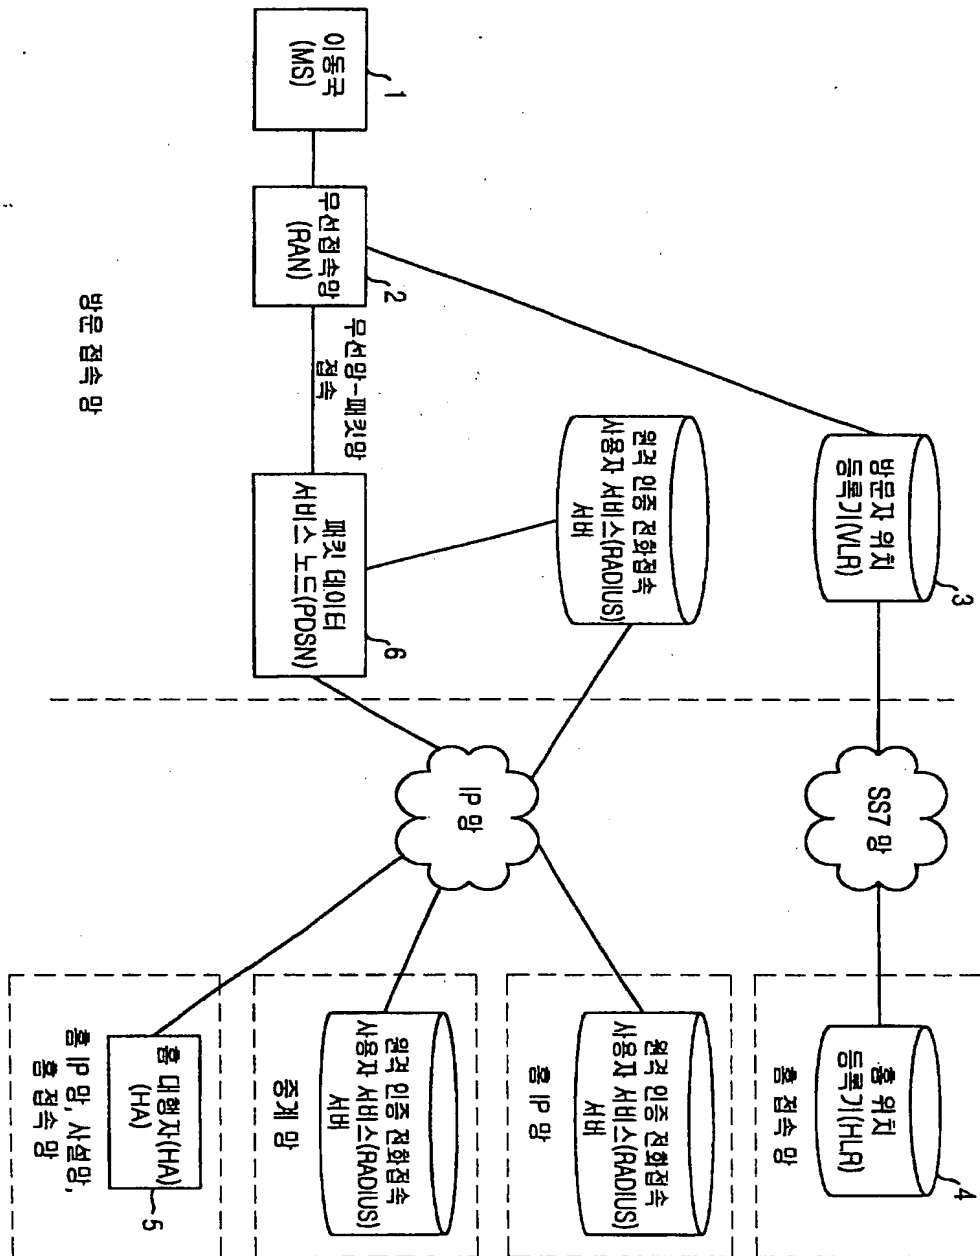 방문자 위치
등록기(VLR)
3
SS7 망
홈 위치
등록기(HLR)
4
홈 접속 망
원격 인증 전화접속
사용자 서비스(RADIUS)
서버
원격 인증 전화접속
사용자 서비스(RADIUS)
서버
홈 IP 망
이동국
(MS)
1
무선접속망
(RAN)
2
무선망-패킷망
접속
패킷 데이터
서비스 노드(PDSN)
6
IP 망
원격 인증 전화접속
사용자 서비스(RADIUS)
서버
중계 망
방문 접속 망
홈 대행자(HA)
(HA)
5
홈 IP 망, 사설망,
홈 접속 망